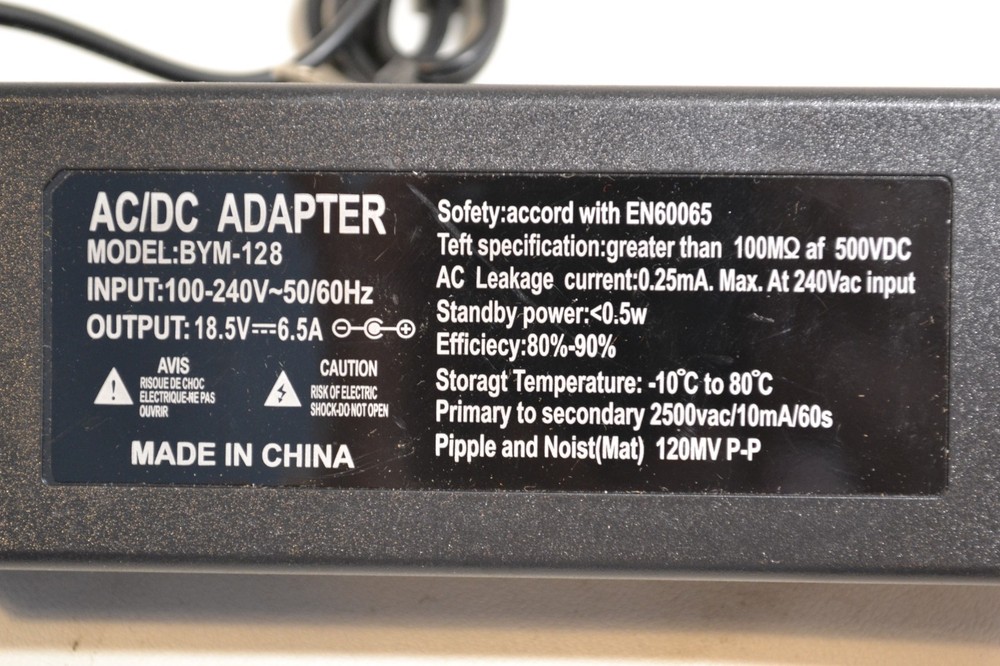 AC/DC ADAPTER
MODEL:BYM-128
INPUT:100-240V~50/60Hz
OUTPUT:18.5V⎓6.5A
AVIS
RISOUE DE CHOC
ELECTRIQUE-NE PAS
OUVRIR
CAUTION
RISK OF ELECTRIC
SHOCK-DO NOT OPEN
MADE IN CHINA
Sofety:accord with EN60065
Teft specification:greater than 100MΩ af 500VDC
AC Leakage current:0.25mA. Max. At 240Vac input
Standby power:<0.5w
Efficiecy:80%-90%
Storagt Temperature: -10℃ to 80℃
Primary to secondary 2500vac/10mA/60s
Pipple and Noist(Mat) 120MV P-P